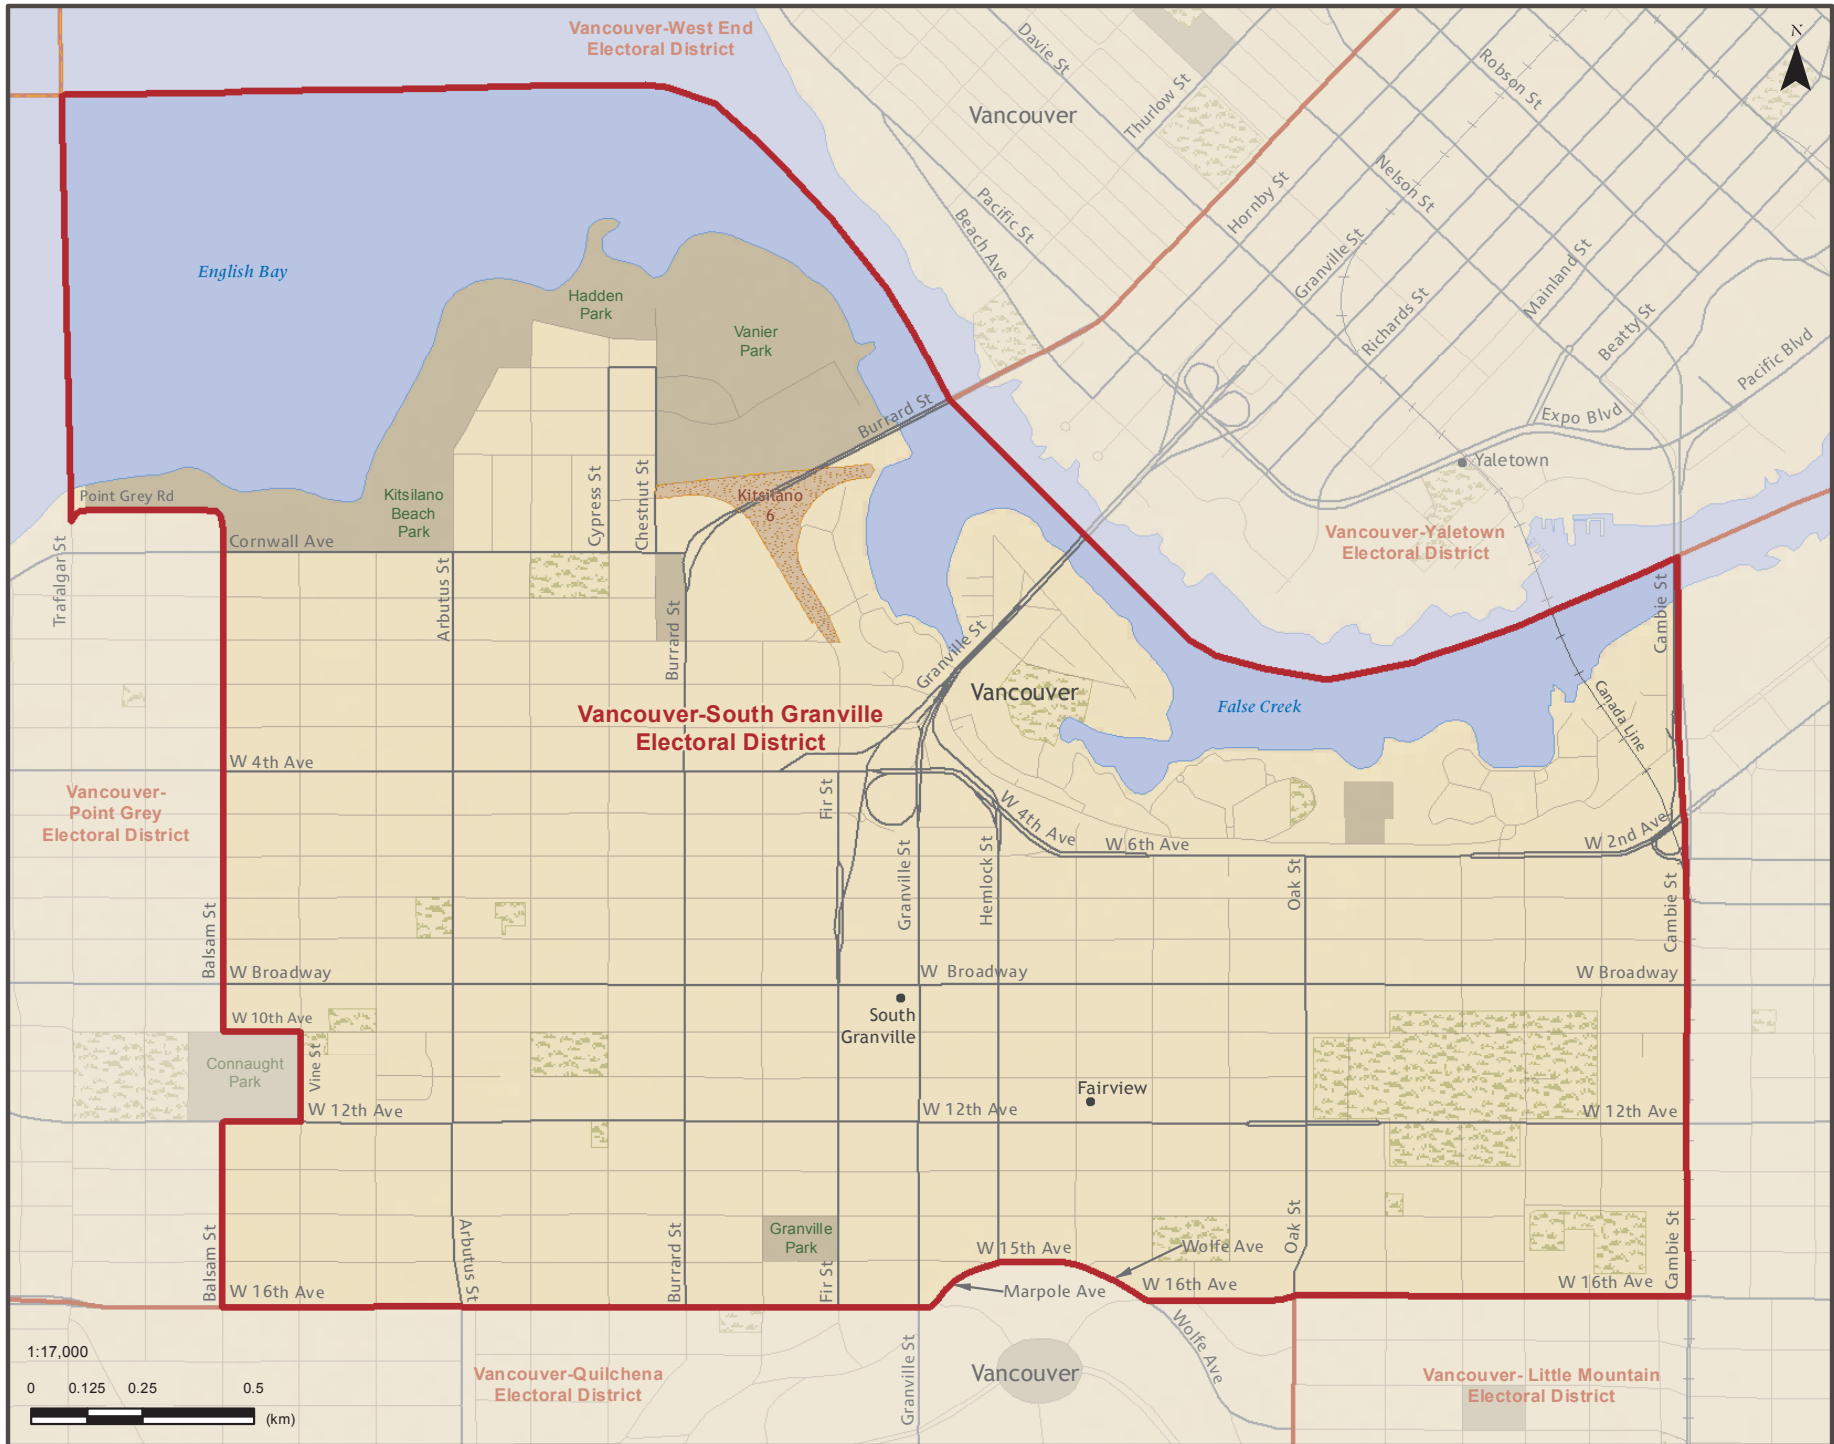 Vancouver-West End
Electoral District
N
Davie St
Robson St
Vancouver
Thurlow St
Nelson St
Hornby St
Pacific St
Beach Ave
Granville St
Mainland St
Richards St
Beatty St
Pacific Blvd
English Bay
Hadden
Park
Vanier
Park
Burrard St
Expo Blvd
Yaletown
Point Grey Rd
Kitsilano
Beach
Park
Cypress St
Chestnut St
Kitsilano
6
Vancouver-Yaletown
Electoral District
Cornwall Ave
Trafalgar St
Arbutus St
Burrard St
Granville St
Cambie St
Vancouver
Vancouver-South Granville
Electoral District
False Creek
Canada Line
W 4th Ave
Vancouver-
Point Grey
Electoral District
Fir St
W 4th Ave
W 6th Ave
W 2nd Ave
Granville St
Hemlock St
Oak St
Cambie St
Balsam St
W Broadway
W Broadway
W Broadway
W 10th Ave
South
Granville
Connaught
Park
Vine St
Fairview
W 12th Ave
W 12th Ave
W 12th Ave
Granville
Park
Balsam St
Arbutus St
Burrard St
Fir St
W 15th Ave
Wolfe Ave
Oak St
Cambie St
W 16th Ave
Marpole Ave
W 16th Ave
W 16th Ave
Wolfe Ave
Granville St
1:17,000
Vancouver-Quilchena
Electoral District
Vancouver
Vancouver- Little Mountain
Electoral District
0 0.125 0.25 0.5
(km)